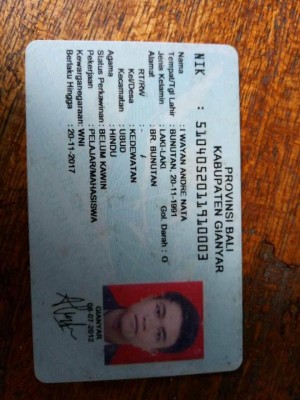 PROVINSI BALI
KABUPATEN GIANYAR
NIK : 5104052011910003
Nama : I WAYAN ANDRE NATA
Tempat/Tgl Lahir : BUNUTAN, 20-11-1991
Jenis Kelamin : LAKI-LAKI Gol. Darah : O
Alamat : BR. BUNUTAN
RT/RW : - / -
Kel/Desa : KEDEWATAN
Kecamatan : UBUD
Agama : HINDU
Status Perkawinan : BELUM KAWIN
Pekerjaan : PELAJAR/MAHASISWA
Kewarganegaraan: WNI
Berlaku Hingga : 20-11-2017
GIANYAR
08-07-2012